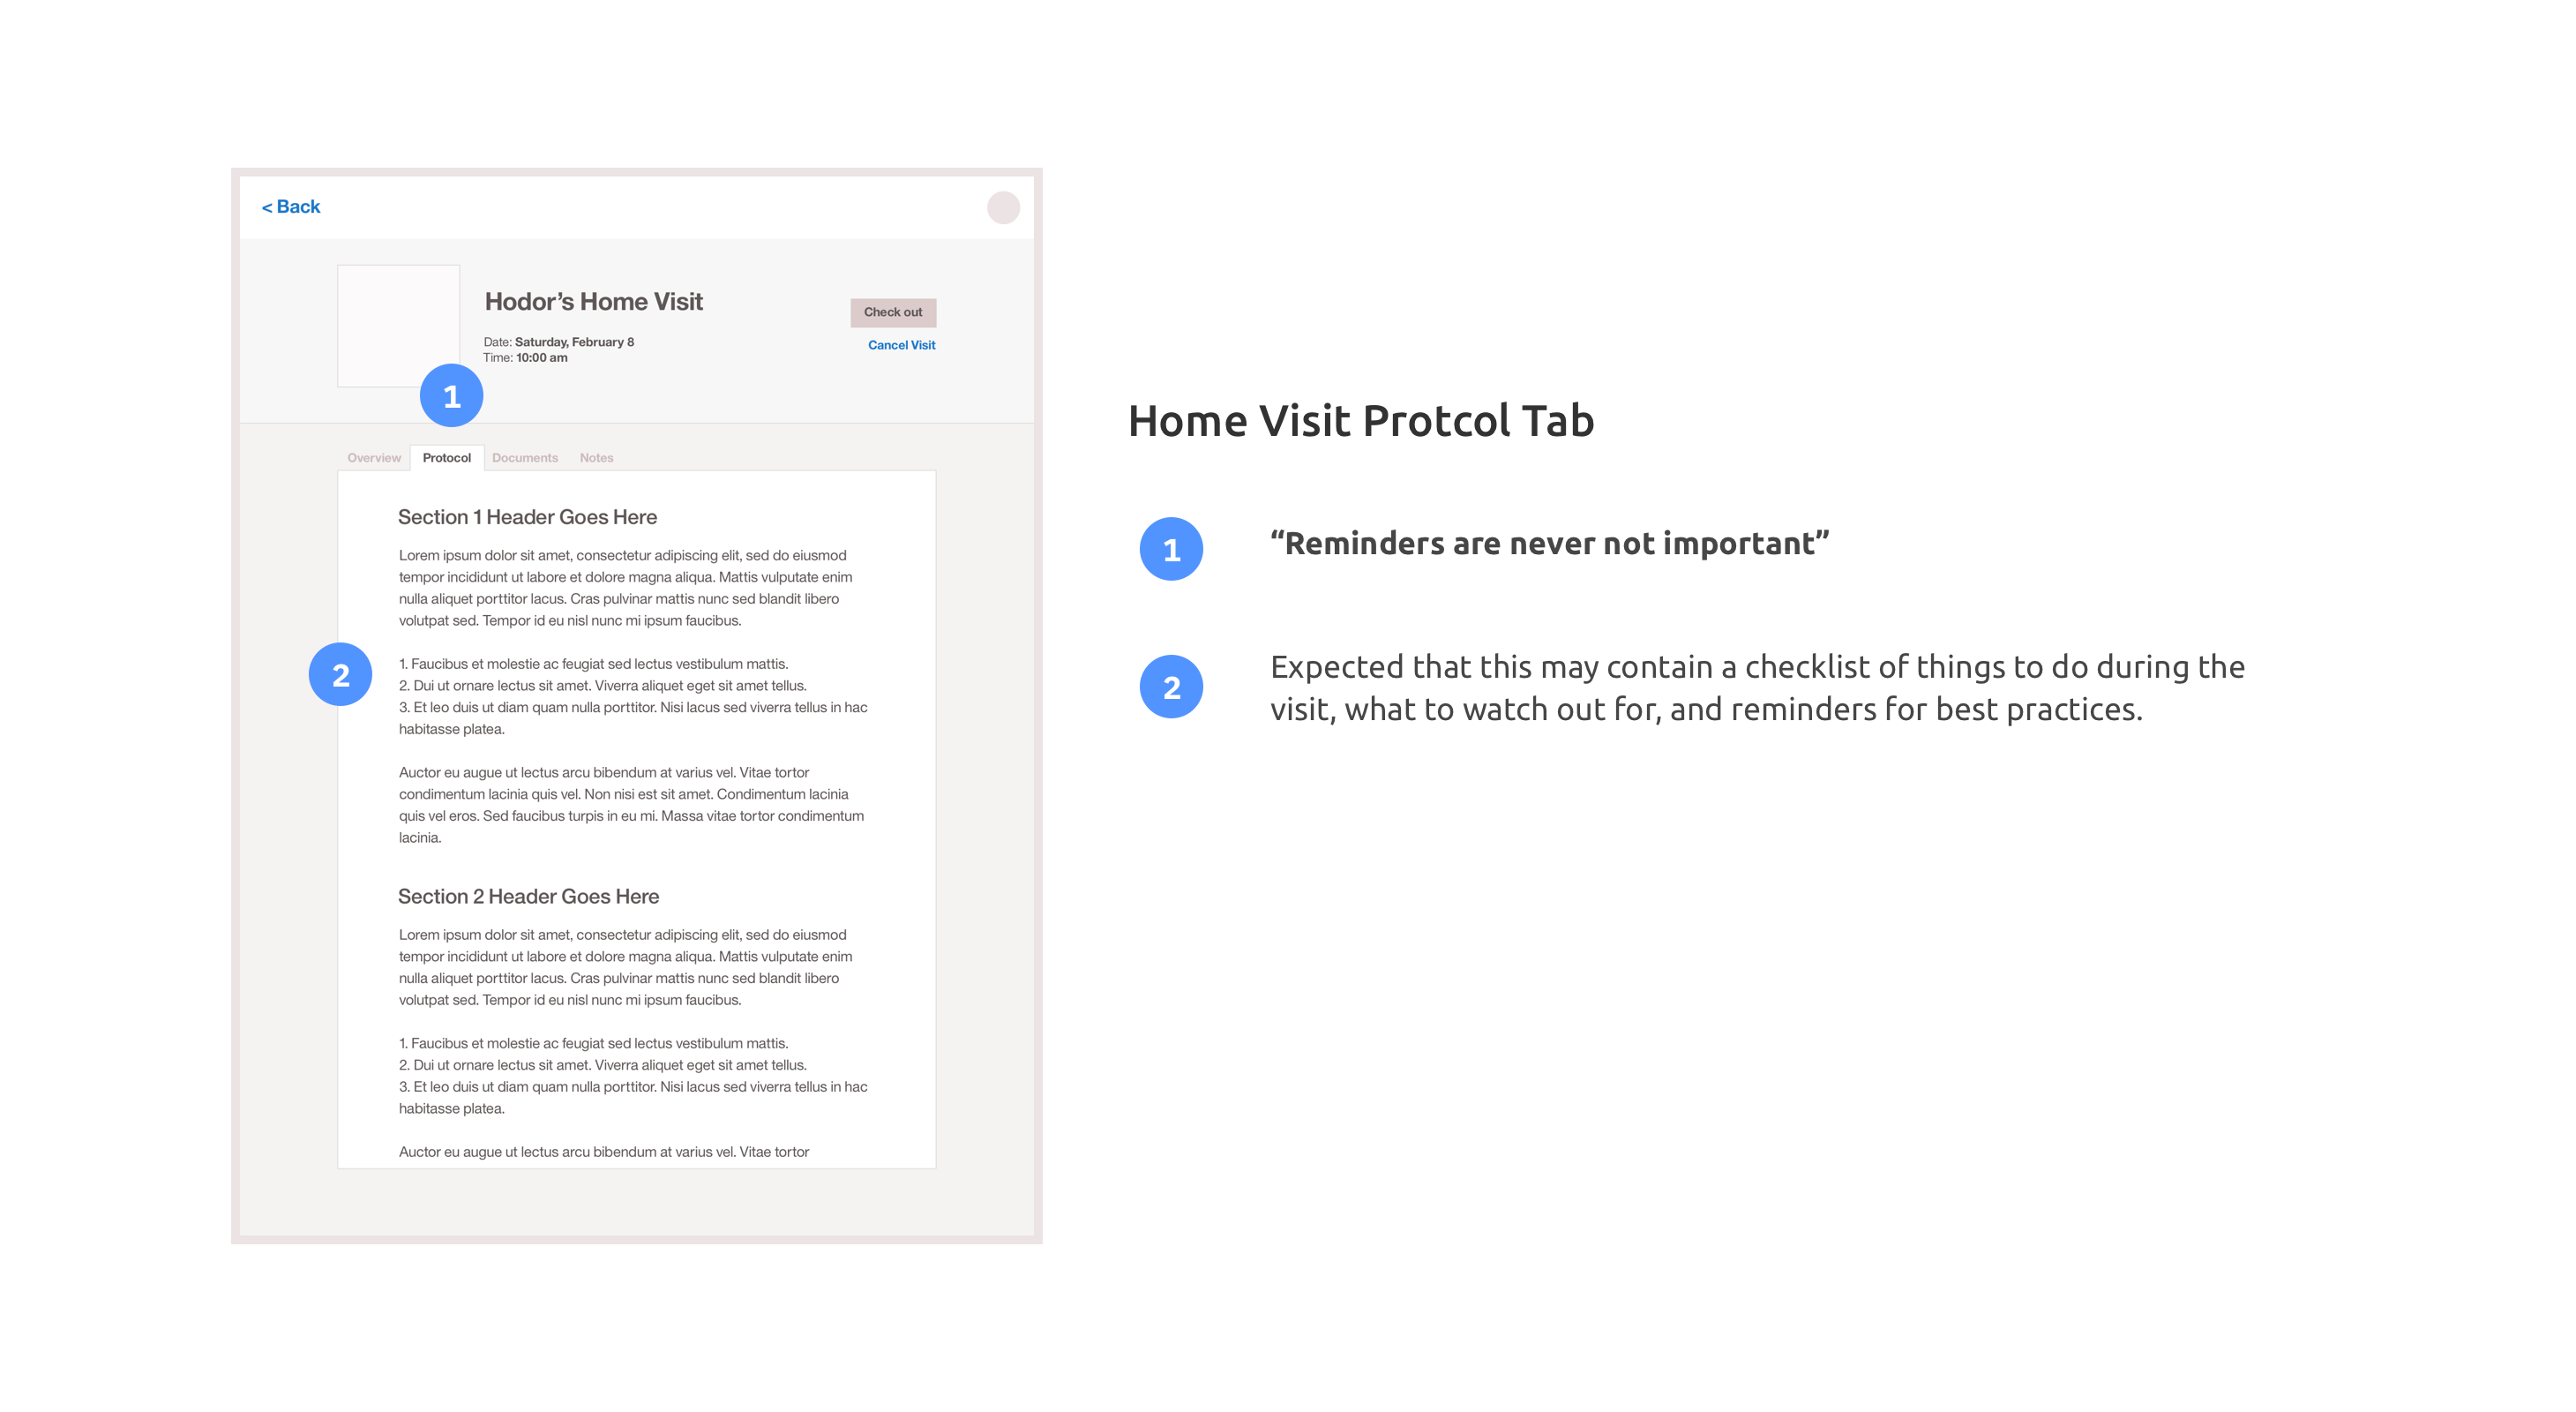 < Back
Hodor’s Home Visit
Date: Saturday, February 8
Time: 10:00 am
Check out
Cancel Visit
1
Overview Protocol Documents Notes
Section 1 Header Goes Here
Lorem ipsum dolor sit amet, consectetur adipiscing elit, sed do eiusmod
tempor incididunt ut labore et dolore magna aliqua. Mattis vulputate enim
nulla aliquet porttitor lacus. Cras pulvinar mattis nunc sed blandit libero
volutpat sed. Tempor id eu nisl nunc mi ipsum faucibus.
2
1. Faucibus et molestie ac feugiat sed lectus vestibulum mattis.
2. Dui ut ornare lectus sit amet. Viverra aliquet eget sit amet tellus.
3. Et leo duis ut diam quam nulla porttitor. Nisi lacus sed viverra tellus in hac
habitasse platea.
Auctor eu augue ut lectus arcu bibendum at varius vel. Vitae tortor
condimentum lacinia quis vel. Non nisi est sit amet. Condimentum lacinia
quis vel eros. Sed faucibus turpis in eu mi. Massa vitae tortor condimentum
lacinia.
Section 2 Header Goes Here
Lorem ipsum dolor sit amet, consectetur adipiscing elit, sed do eiusmod
tempor incididunt ut labore et dolore magna aliqua. Mattis vulputate enim
nulla aliquet porttitor lacus. Cras pulvinar mattis nunc sed blandit libero
volutpat sed. Tempor id eu nisl nunc mi ipsum faucibus.
1. Faucibus et molestie ac feugiat sed lectus vestibulum mattis.
2. Dui ut ornare lectus sit amet. Viverra aliquet eget sit amet tellus.
3. Et leo duis ut diam quam nulla porttitor. Nisi lacus sed viverra tellus in hac
habitasse platea.
Auctor eu augue ut lectus arcu bibendum at varius vel. Vitae tortor
Home Visit Protcol Tab
1
“Reminders are never not important”
2
Expected that this may contain a checklist of things to do during the
visit, what to watch out for, and reminders for best practices.